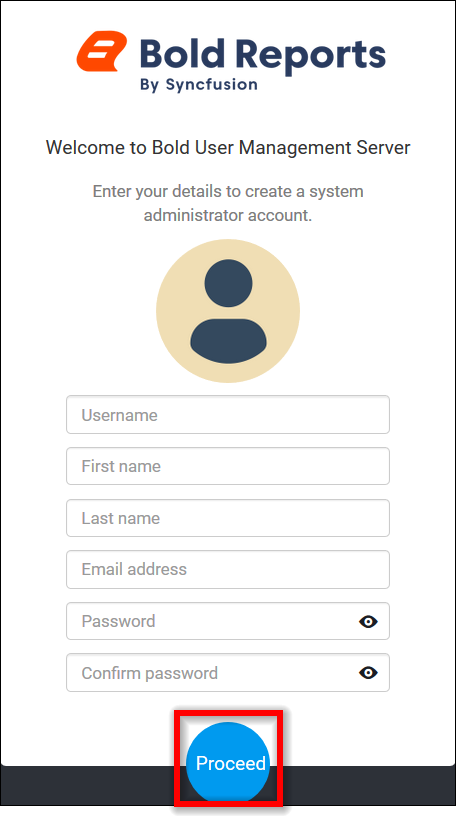 Bold Reports
By Syncfusion
Welcome to Bold User Management Server
Enter your details to create a system
administrator account.
Username
First name
Last name
Email address
Password
Confirm password
Proceed